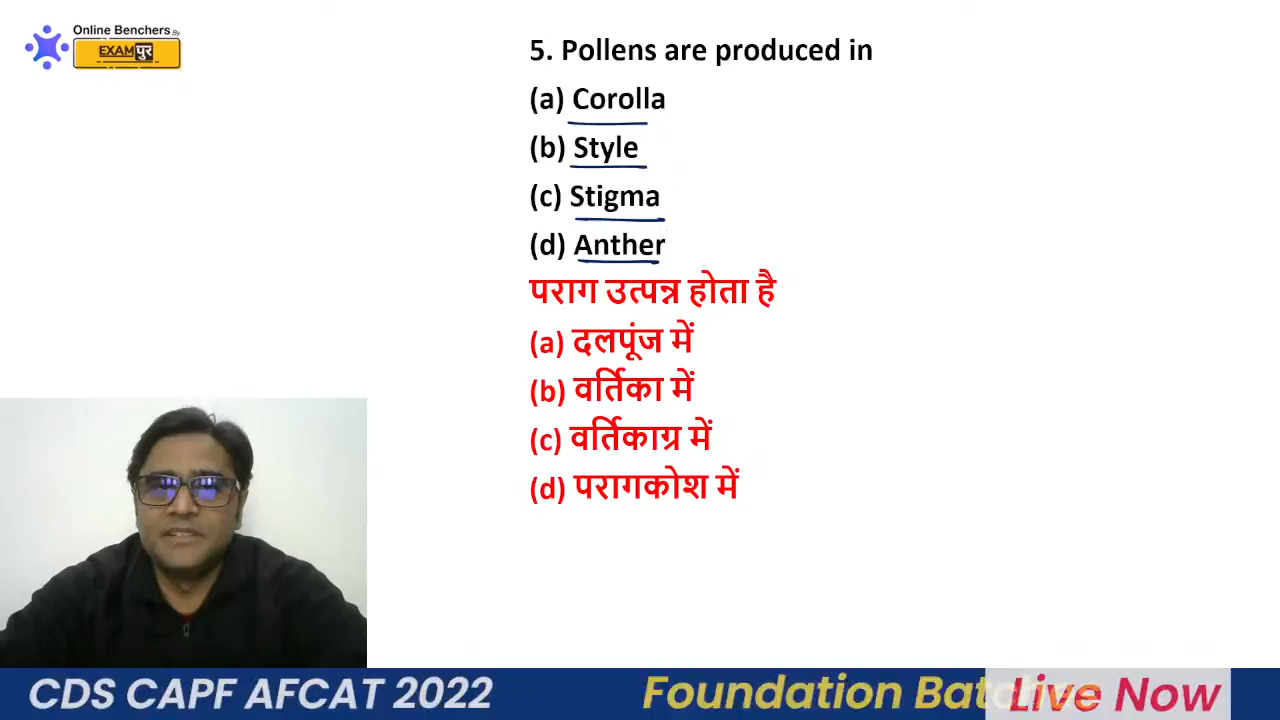 Online Benchers By
EXAMपुर
5. Pollens are produced in
(a) Corolla
(b) Style
(c) Stigma
(d) Anther
पराग उत्पन्न होता है
(a) दलपूंज में
(b) वर्तिका में
(c) वर्तिकाग्र में
(d) परागकोश में
CDS CAPF AFCAT 2022
Foundation Batches
Live Now